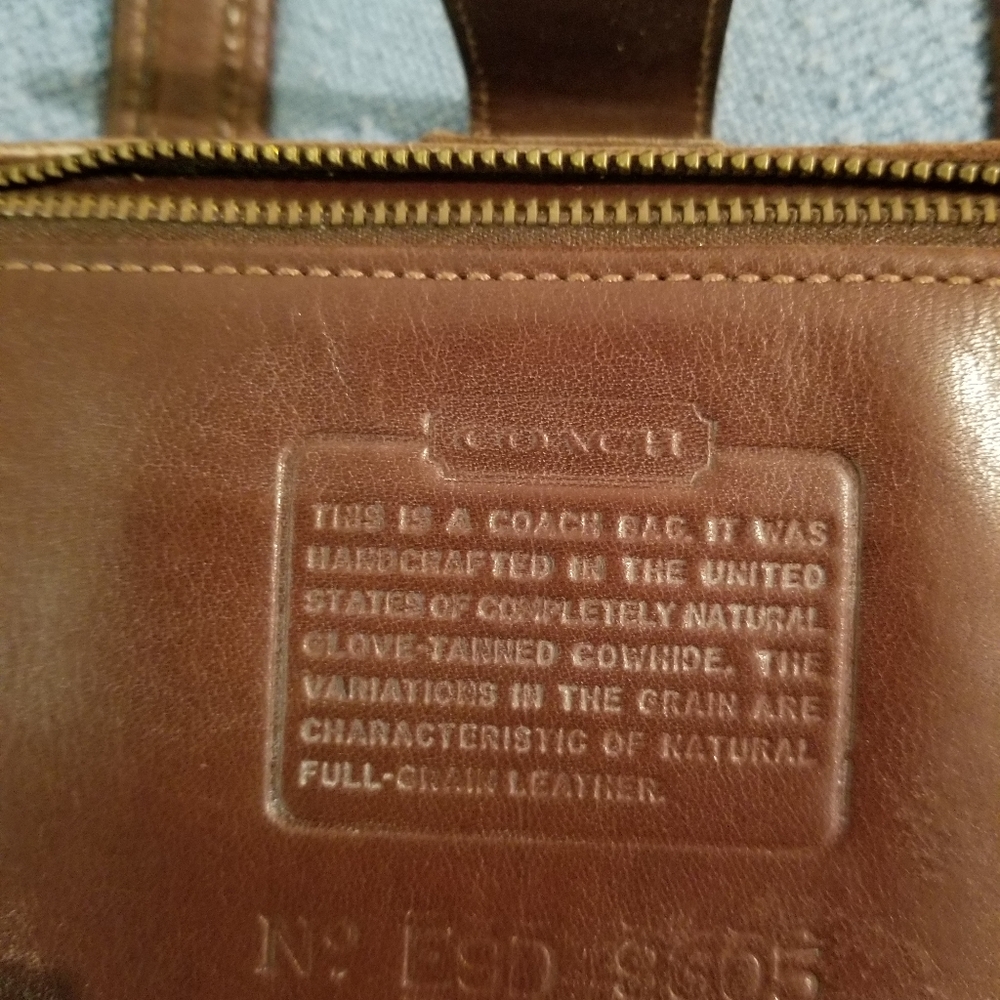 COACH
THIS IS A COACH BAG. IT WAS
HANDCRAFTED IN THE UNITED
STATES OF COMPLETELY NATURAL
GLOVE-TANNED COWHIDE. THE
VARIATIONS IN THE GRAIN ARE
CHARACTERISTIC OF NATURAL
FULL-GRAIN LEATHER.
Nº E9D